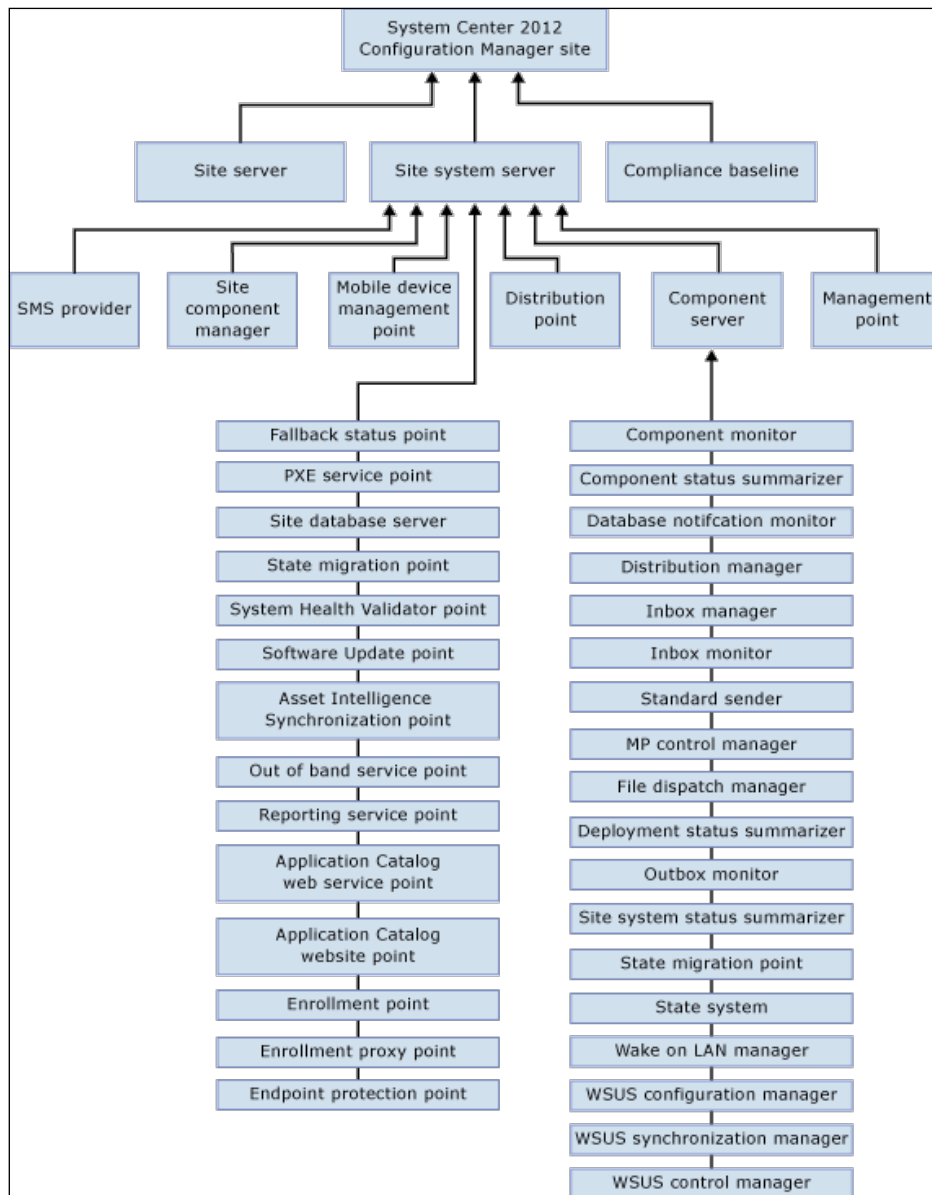 System Center 2012
Configuration Manager site
Site server
Site system server
Compliance baseline
SMS provider
Site
component
manager
Mobile device
management
point
Distribution
point
Component
server
Management
point
Fallback status point
PXE service point
Site database server
State migration point
System Health Validator point
Software Update point
Asset Intelligence
Synchronization point
Out of band service point
Reporting service point
Application Catalog
web service point
Application Catalog
website point
Enrollment point
Enrollment proxy point
Endpoint protection point
Component monitor
Component status summarizer
Database notifcation monitor
Distribution manager
Inbox manager
Inbox monitor
Standard sender
MP control manager
File dispatch manager
Deployment status summarizer
Outbox monitor
Site system status summarizer
State migration point
State system
Wake on LAN manager
WSUS configuration manager
WSUS synchronization manager
WSUS control manager